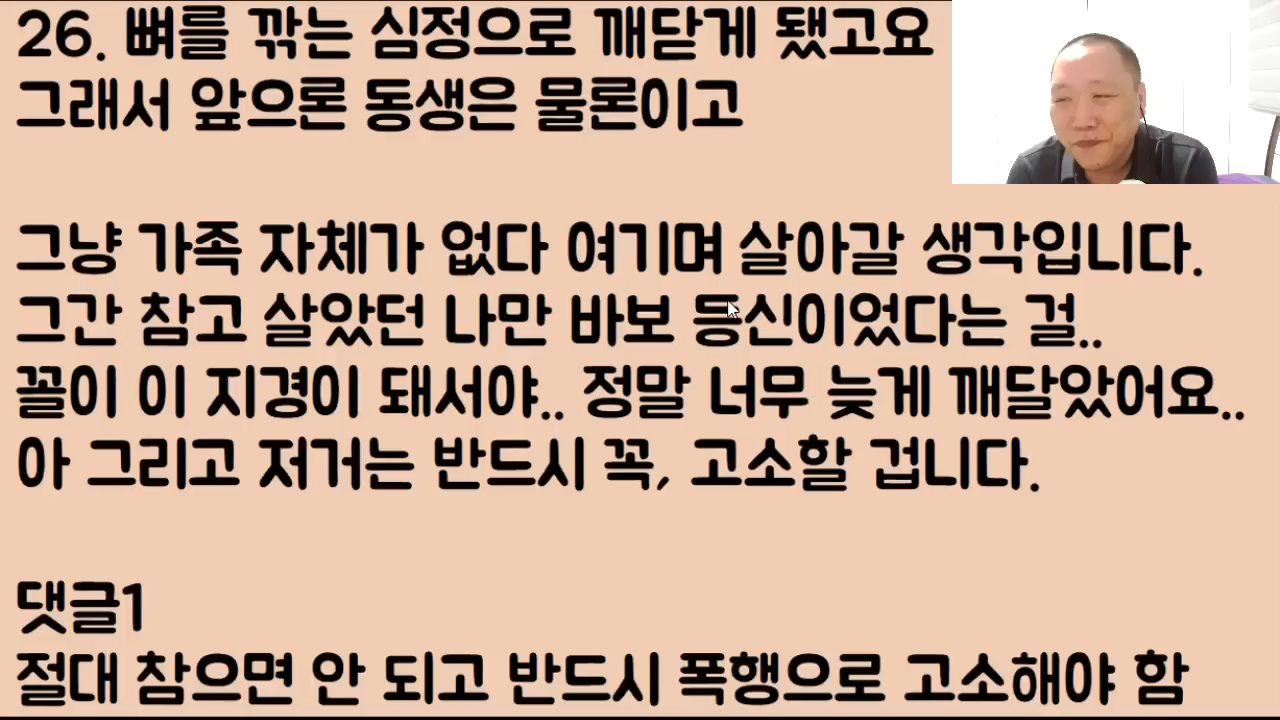 26. 뼈를 깎는 심정으로 깨닫게 됐고요
그래서 앞으론 동생은 물론이고
그냥 가족 자체가 없다 여기며 살아갈 생각입니다.
그간 참고 살았던 나만 바보 등신이었다는 걸..
꼴이 이 지경이 돼서야.. 정말 너무 늦게 깨달았어요..
아 그리고 저거는 반드시 꼭, 고소할 겁니다.
댓글1
절대 참으면 안 되고 반드시 폭행으로 고소해야 함